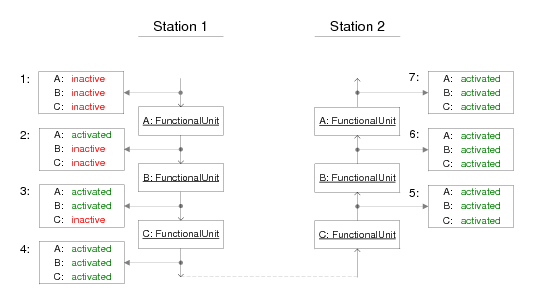 Station 1
Station 2
1:
A: inactive
B: inactive
C: inactive
A: FunctionalUnit
2:
A: activated
B: inactive
C: inactive
B: FunctionalUnit
3:
A: activated
B: activated
C: inactive
C: FunctionalUnit
4:
A: activated
B: activated
C: activated
7:
A: activated
B: activated
C: activated
A: FunctionalUnit
6:
A: activated
B: activated
C: activated
B: FunctionalUnit
5:
A: activated
B: activated
C: activated
C: FunctionalUnit